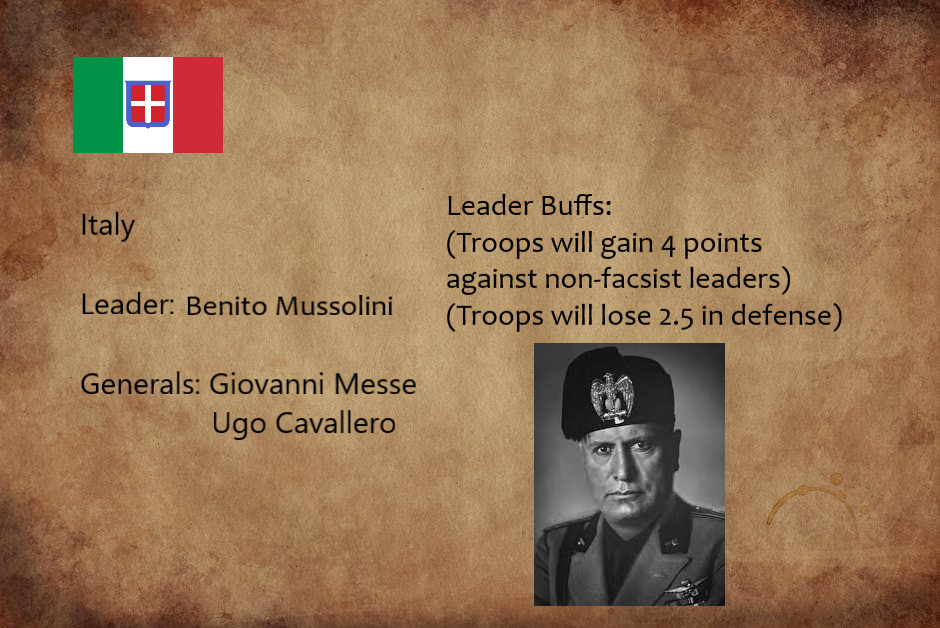 Italy
Leader: Benito Mussolini
Generals: Giovanni Messe
Ugo Cavallero
Leader Buffs:
(Troops will gain 4 points
against non-facsist leaders)
(Troops will lose 2.5 in defense)